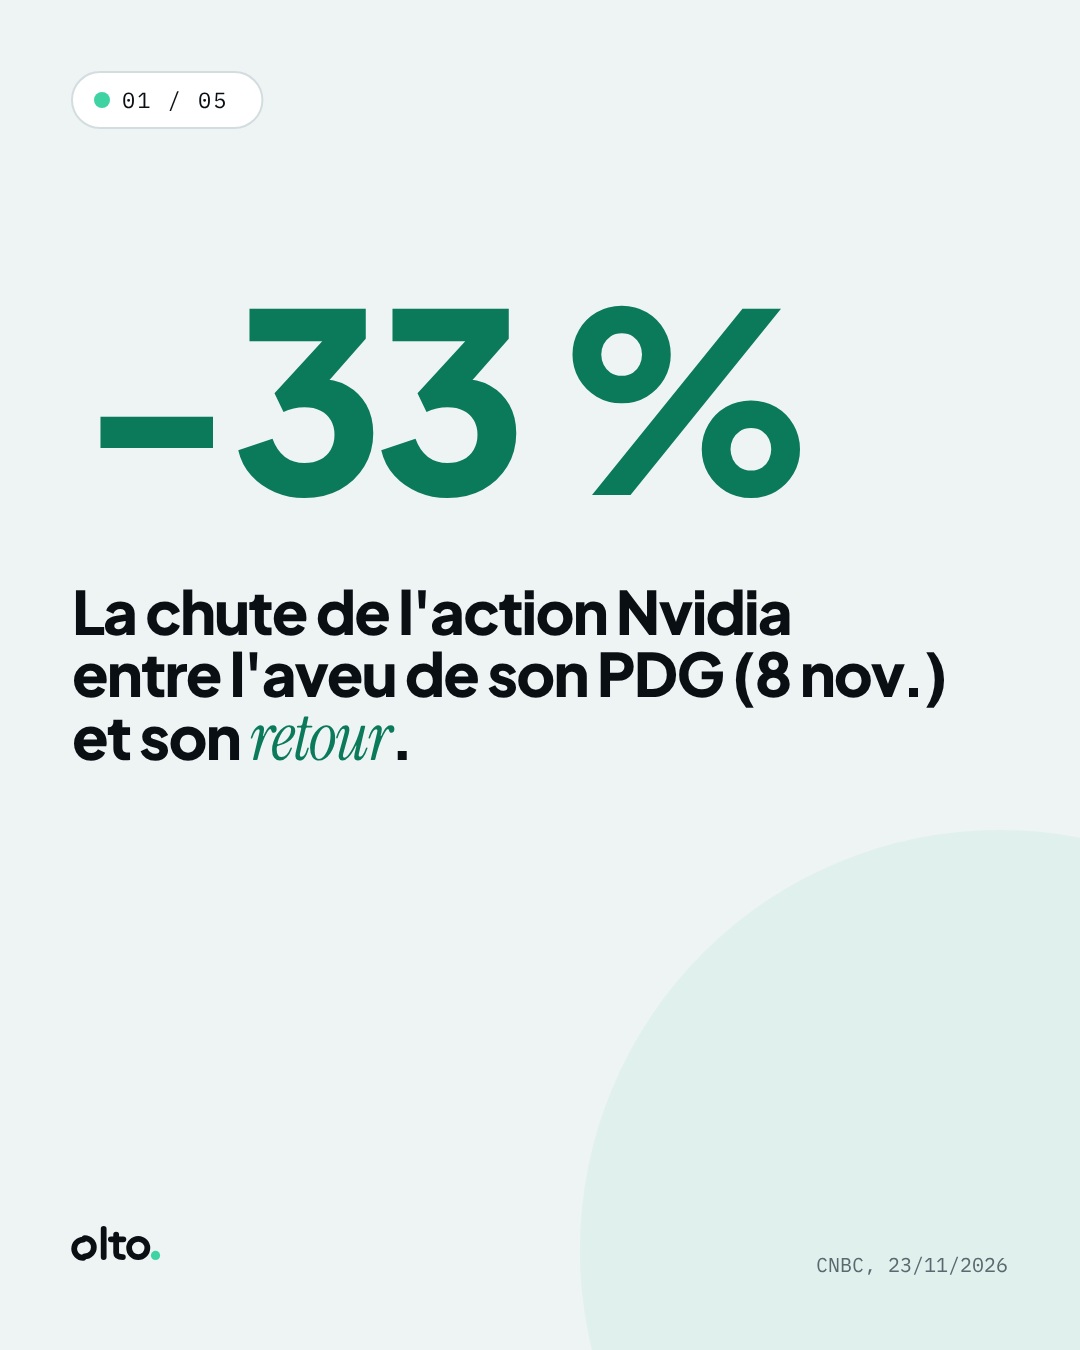 01 / 05
–33 %
La chute de l'action Nvidia
entre l'aveu de son PDG (8 nov.)
et son retour.
olto.
CNBC, 23/11/2026